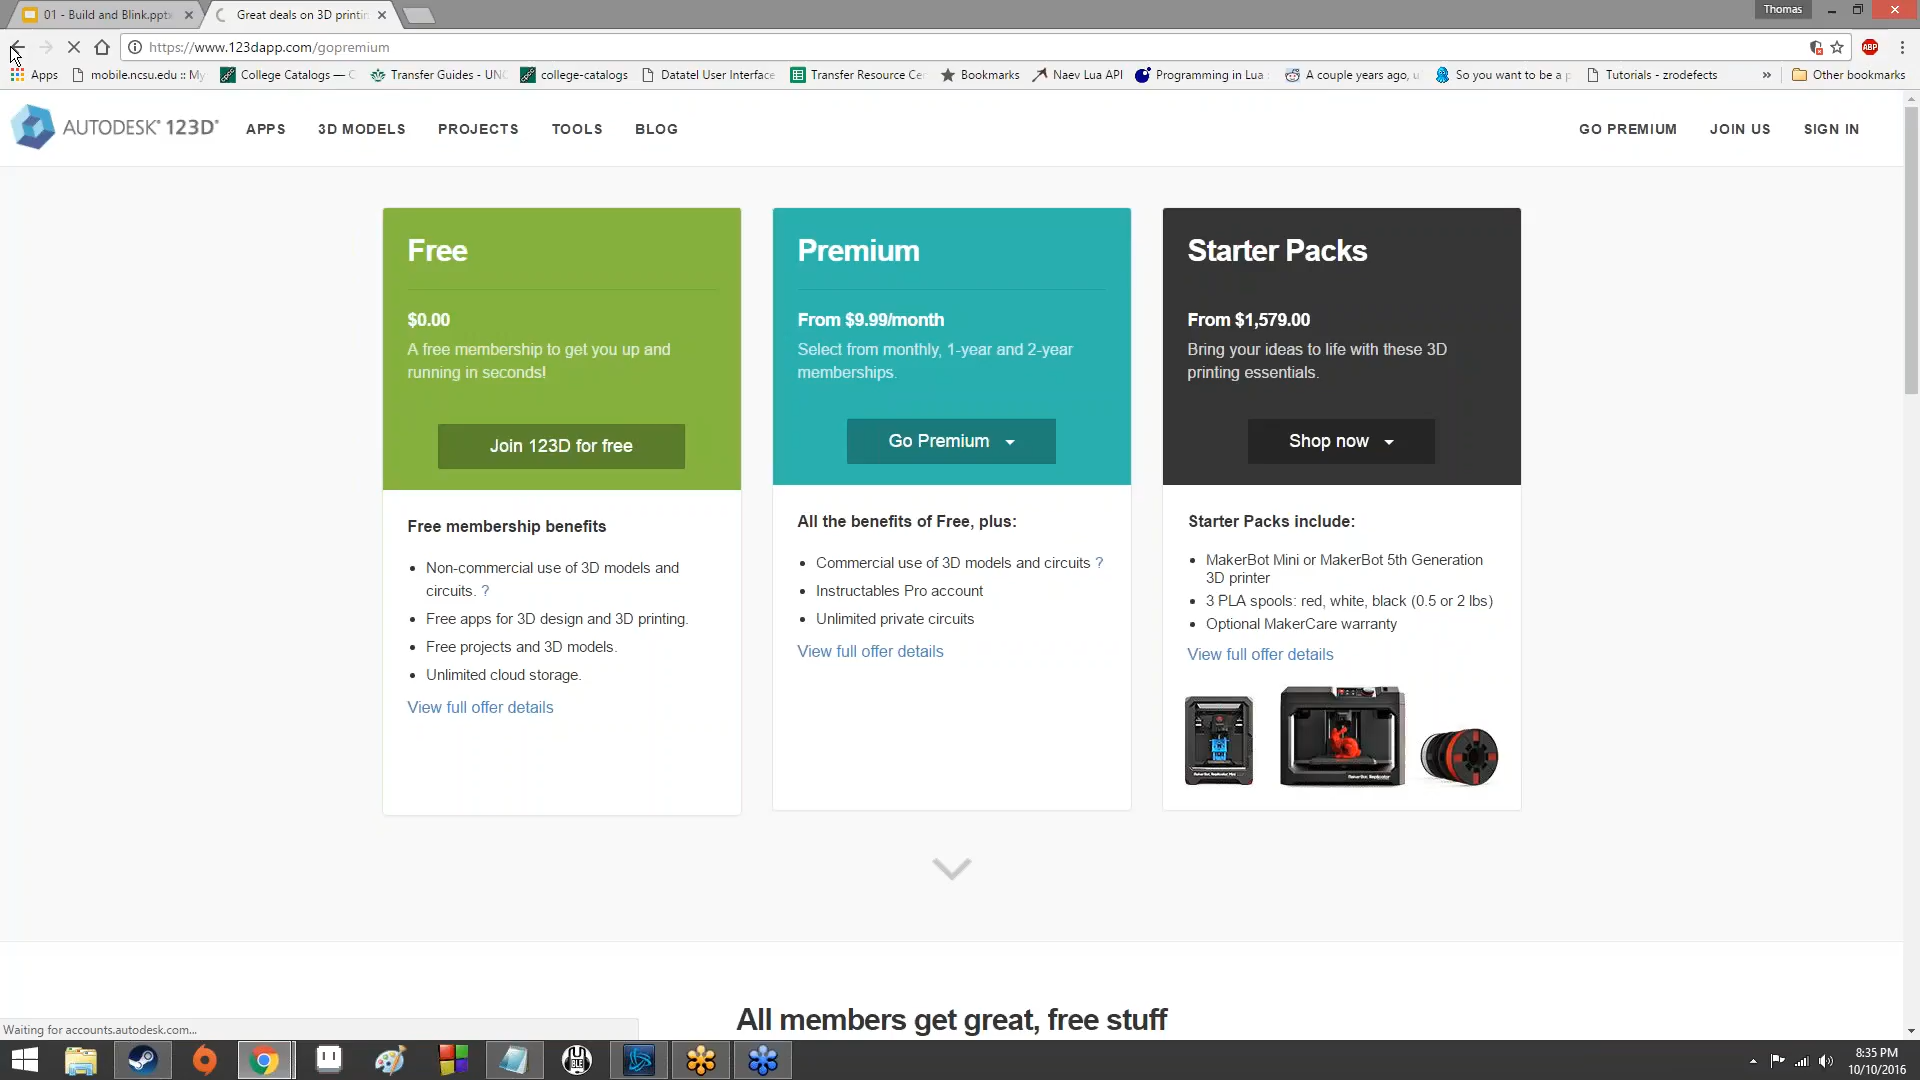 01 - Build and Blink.pptx
Great deals on 3D printin
Thomas
https://www.123dapp.com/gopremium
ABP
Apps
mobile.ncsu.edu :: My
College Catalogs — C
Transfer Guides - UNC
college-catalogs
Datatel User Interface
Transfer Resource Ce
Bookmarks
Naev Lua API
Programming in Lua :
A couple years ago, u
So you want to be a p
Tutorials - zrodefects
»
Other bookmarks
AUTODESK® 123D®
APPS
3D MODELS
PROJECTS
TOOLS
BLOG
GO PREMIUM
JOIN US
SIGN IN
Free
$0.00
A free membership to get you up and
running in seconds!
Join 123D for free
Free membership benefits
• Non-commercial use of 3D models and
circuits. ?
• Free apps for 3D design and 3D printing.
• Free projects and 3D models.
• Unlimited cloud storage.
View full offer details
Premium
From $9.99/month
Select from monthly, 1-year and 2-year
memberships.
Go Premium
All the benefits of Free, plus:
• Commercial use of 3D models and circuits ?
• Instructables Pro account
• Unlimited private circuits
View full offer details
Starter Packs
From $1,579.00
Bring your ideas to life with these 3D
printing essentials.
Shop now
Starter Packs include:
• MakerBot Mini or MakerBot 5th Generation
3D printer
• 3 PLA spools: red, white, black (0.5 or 2 lbs)
• Optional MakerCare warranty
View full offer details
All members get great, free stuff
Waiting for accounts.autodesk.com...
8:35 PM
10/10/2016